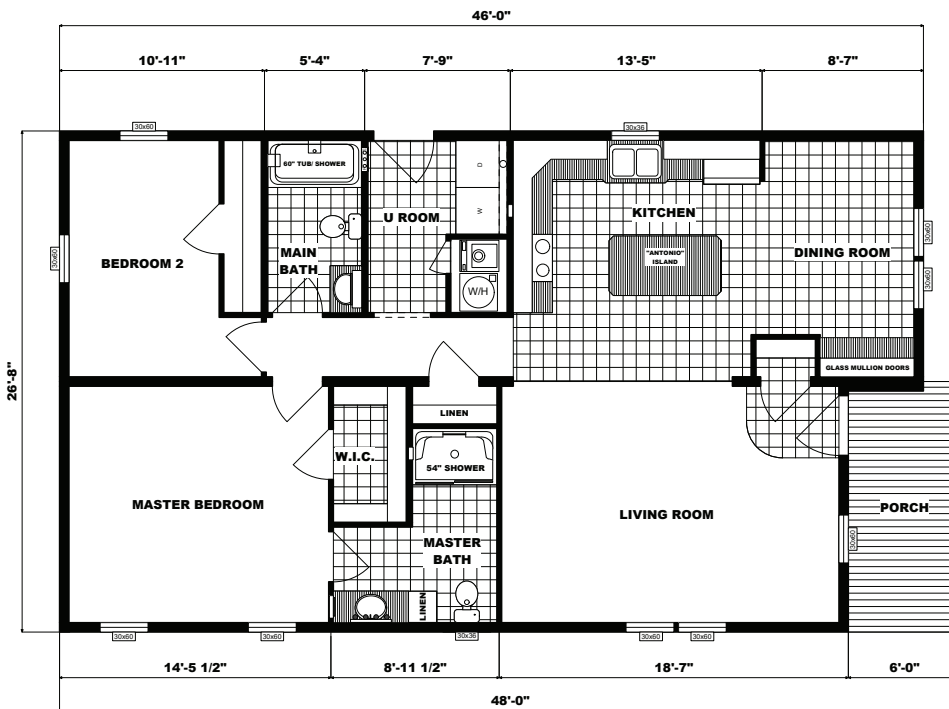 46'-0"
10'-11"
5'-4"
7'-9"
13'-5"
8'-7"
30x60
30x36
60" TUB/ SHOWER
D
W
U ROOM
KITCHEN
BEDROOM 2
MAIN
BATH
"ANTONIO"
ISLAND
DINING ROOM
30x60
30x60
30x60
W/H
26'-8"
GLASS MULLION DOORS
LINEN
W.I.C.
54" SHOWER
MASTER BEDROOM
LIVING ROOM
PORCH
30x60
MASTER
BATH
LINEN
30x60
30x60
30x36
30x60
30x60
14'-5 1/2"
8'-11 1/2"
18'-7"
6'-0"
48'-0"